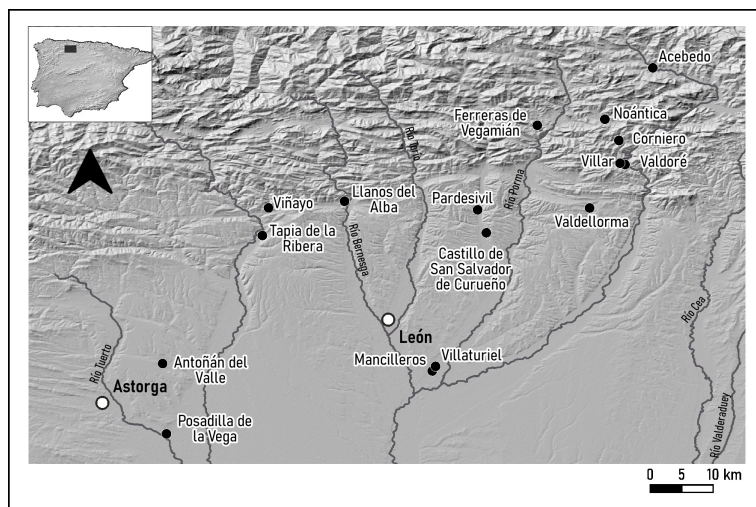 Acebedo
Ferreras de
Vegamián
Noántica
Corniero
Villar
Valdoré
Río Torío
Río Porma
Viñayo
Llanos del
Alba
Pardesivil
Valdellorma
Tapia de la
Ribera
Río Bernesga
Castillo de
San Salvador
de Curueño
Río Cea
León
Mancilleros
Villaturiel
Río Tuerto
Antoñán del
Valle
Astorga
Posadilla de
la Vega
Río Valderaduey
0 5 10 km